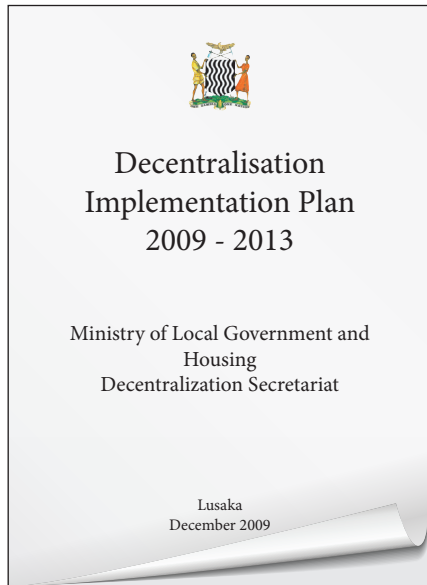 Decentralisation
Implementation Plan
2009 - 2013
Ministry of Local Government and
Housing
Decentralization Secretariat
Lusaka
December 2009